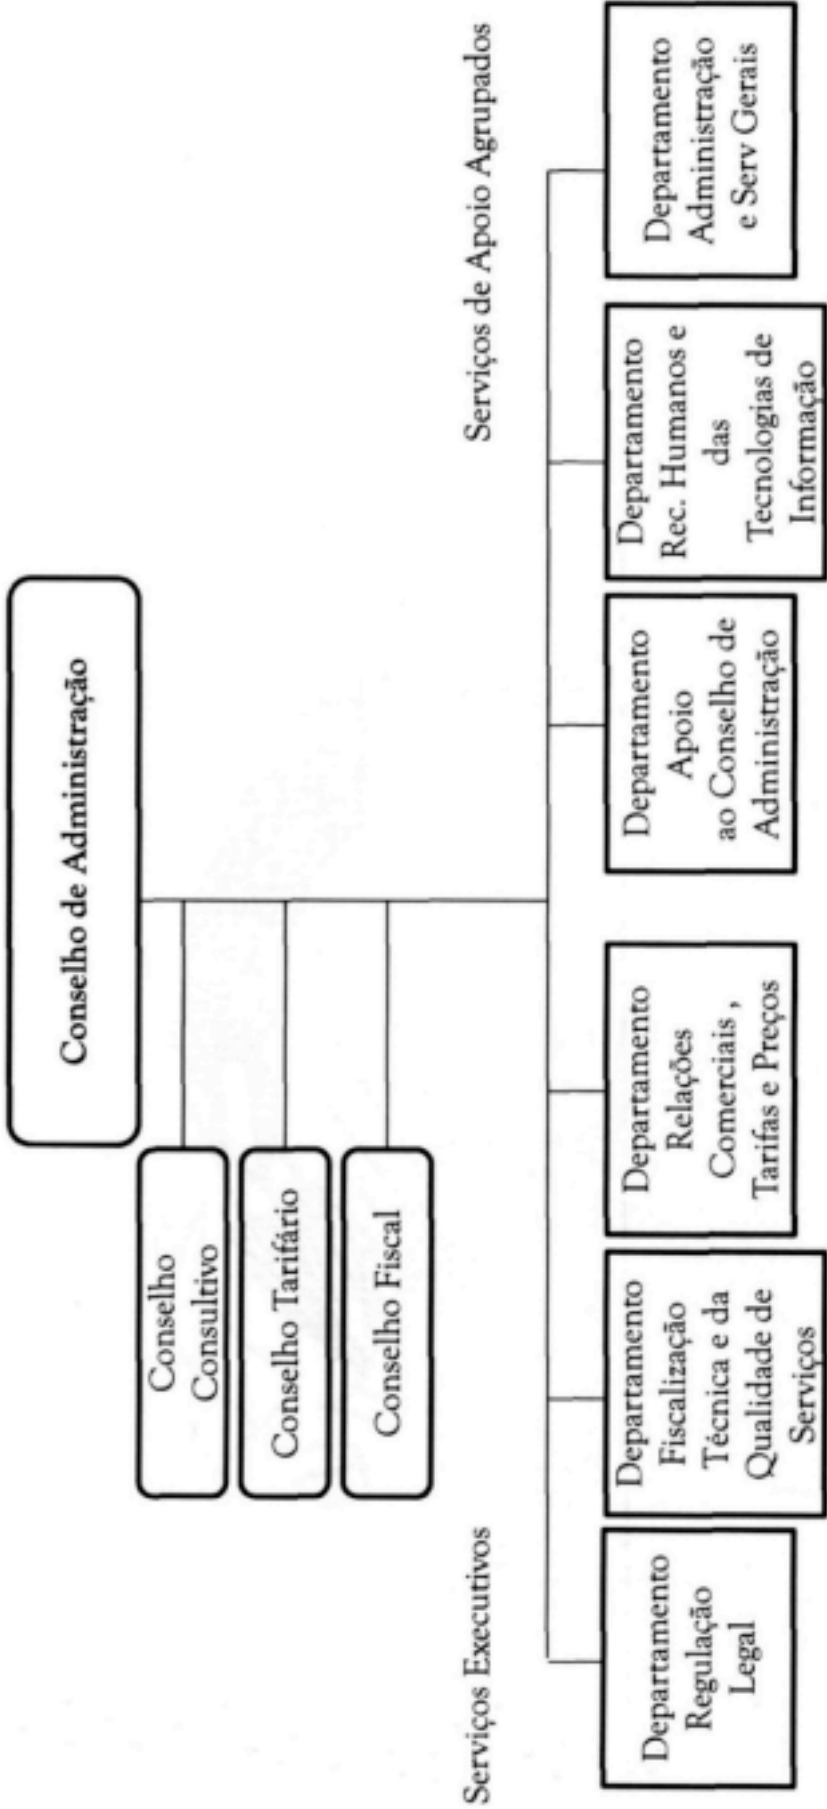 Conselho de Administração
Conselho
Consultivo
Conselho Tarifário
Conselho Fiscal
Serviços Executivos
Serviços de Apoio Agrupados
Departamento
Regulação
Legal
Departamento
Fiscalização
Técnica e da
Qualidade de
Serviços
Departamento
Relações
Comerciais ,
Tarifas e Preços
Departamento
Apoio
ao Conselho de
Administração
Departamento
Rec. Humanos e
das
Tecnologias de
Informação
Departamento
Administração
e Serv Gerais